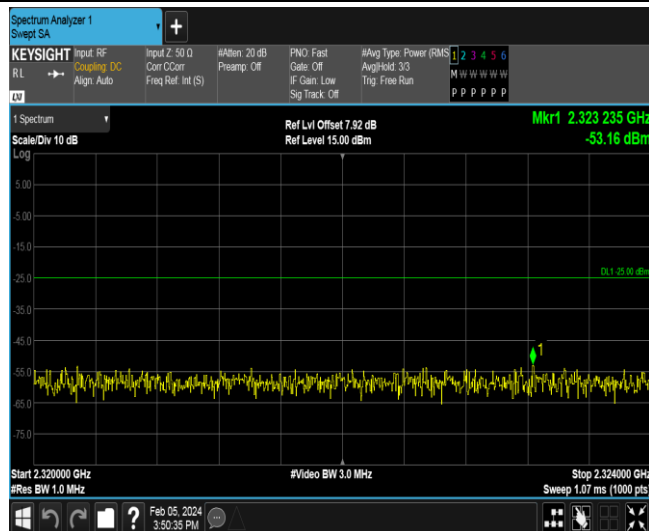 Spectrum Analyzer 1
Swept SA
KEYSIGHT
RL
Input: RF
Coupling: DC
Align: Auto
Input Z: 50 Ω
Corr CCorr
Freq Ref: Int (S)
#Atten: 20 dB
Preamp: Off
PNO: Fast
Gate: Off
IF Gain: Low
Sig Track: Off
#Avg Type: Power (RMS
Avg|Hold: 3/3
Trig: Free Run
1 2 3 4 5 6
M W W W W W
P P P P P P
LXI
1 Spectrum
Scale/Div 10 dB
Ref Lvl Offset 7.92 dB
Ref Level 15.00 dBm
Mkr1 2.323 235 GHz
-53.16 dBm
Log
5.00
-5.00
-15.0
-25.0
DL1 -25.00 dBm
-35.0
-45.0
1
-55.0
-65.0
-75.0
Start 2.320000 GHz
#Res BW 1.0 MHz
#Video BW 3.0 MHz
Stop 2.324000 GHz
Sweep 1.07 ms (1000 pts)
?
Feb 05, 2024
3:50:35 PM